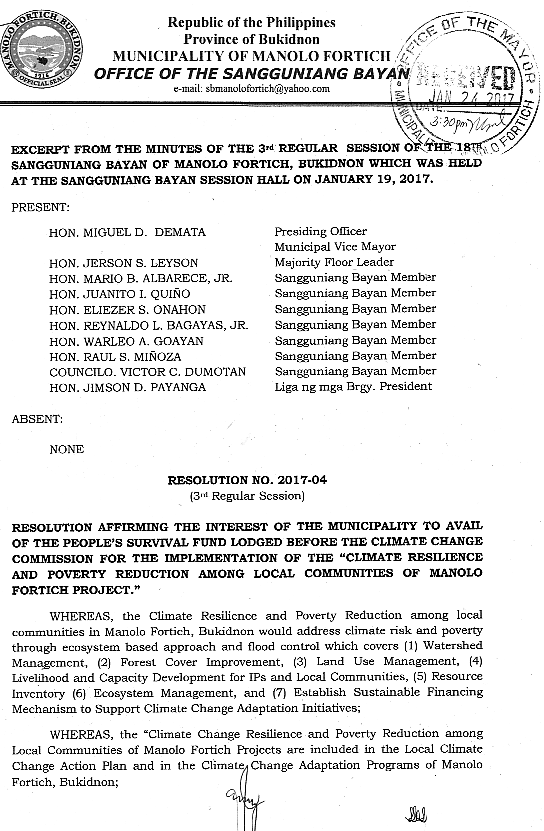 MANOLO FORTICH, BUKIDNON
1914
OFFICIAL SEAL
Republic of the Philippines
Province of Bukidnon
MUNICIPALITY OF MANOLO FORTICH
OFFICE OF THE SANGGUNIANG BAYAN
e-mail: sbmanolofortich@yahoo.com
OFFICE OF THE MAYOR
RECEIVED
JAN 24 2017
DATE:
3:30pm
MUNICIPAL
MANOLO FORTICH
EXCERPT FROM THE MINUTES OF THE 3rd REGULAR SESSION OF THE 18TH
SANGGUNIANG BAYAN OF MANOLO FORTICH, BUKIDNON WHICH WAS HELD
AT THE SANGGUNIANG BAYAN SESSION HALL ON JANUARY 19, 2017.
PRESENT:
HON. MIGUEL D. DEMATA Presiding Officer
Municipal Vice Mayor
HON. JERSON S. LEYSON Majority Floor Leader
HON. MARIO B. ALBARECE, JR. Sangguniang Bayan Member
HON. JUANITO I. QUIÑO Sangguniang Bayan Member
HON. ELIEZER S. ONAHON Sangguniang Bayan Member
HON. REYNALDO L. BAGAYAS, JR. Sangguniang Bayan Member
HON. WARLEO A. GOAYAN Sangguniang Bayan Member
HON. RAUL S. MIÑOZA Sangguniang Bayan Member
COUNCILO. VICTOR C. DUMOTAN Sangguniang Bayan Member
HON. JIMSON D. PAYANGA Liga ng mga Brgy. President
ABSENT:
NONE
RESOLUTION NO. 2017-04
(3rd Regular Session)
RESOLUTION AFFIRMING THE INTEREST OF THE MUNICIPALITY TO AVAIL
OF THE PEOPLE'S SURVIVAL FUND LODGED BEFORE THE CLIMATE CHANGE
COMMISSION FOR THE IMPLEMENTATION OF THE “CLIMATE RESILIENCE
AND POVERTY REDUCTION AMONG LOCAL COMMUNITIES OF MANOLO
FORTICH PROJECT.”
WHEREAS, the Climate Resilience and Poverty Reduction among local
communities in Manolo Fortich, Bukidnon would address climate risk and poverty
through ecosystem based approach and flood control which covers (1) Watershed
Management, (2) Forest Cover Improvement, (3) Land Use Management, (4)
Livelihood and Capacity Development for IPs and Local Communities, (5) Resource
Inventory (6) Ecosystem Management, and (7) Establish Sustainable Financing
Mechanism to Support Climate Change Adaptation Initiatives;
WHEREAS, the “Climate Change Resilience and Poverty Reduction among
Local Communities of Manolo Fortich Projects are included in the Local Climate
Change Action Plan and in the Climate Change Adaptation Programs of Manolo
Fortich, Bukidnon;